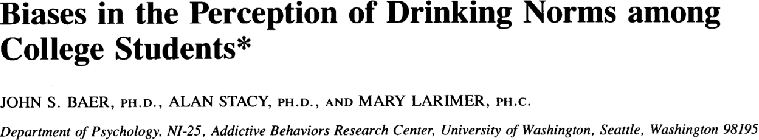 Biases in the Perception of Drinking Norms among
College Students*
JOHN S. BAER, PH.D., ALAN STACY, PH.D., AND MARY LARIMER, PH.C.
Department of Psychology, NI-25, Addictive Behaviors Research Center, University of Washington, Seattle, Washington 98195